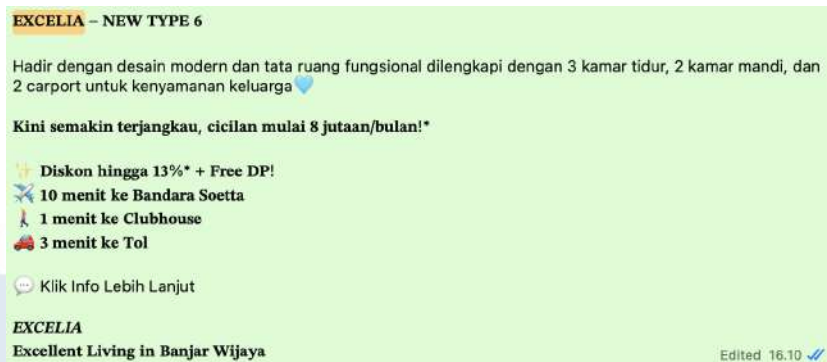 EXCELIA – NEW TYPE 6
Hadir dengan desain modern dan tata ruang fungsional dilengkapi dengan 3 kamar tidur, 2 kamar mandi, dan
2 carport untuk kenyamanan keluarga🩵
Kini semakin terjangkau, cicilan mulai 8 jutaan/bulan!*
✨ Diskon hingga 13%* + Free DP!
✈️ 10 menit ke Bandara Soetta
🚶 1 menit ke Clubhouse
🚗 3 menit ke Tol
💬 Klik Info Lebih Lanjut
EXCELIA
Excellent Living in Banjar Wijaya
Edited 16.10